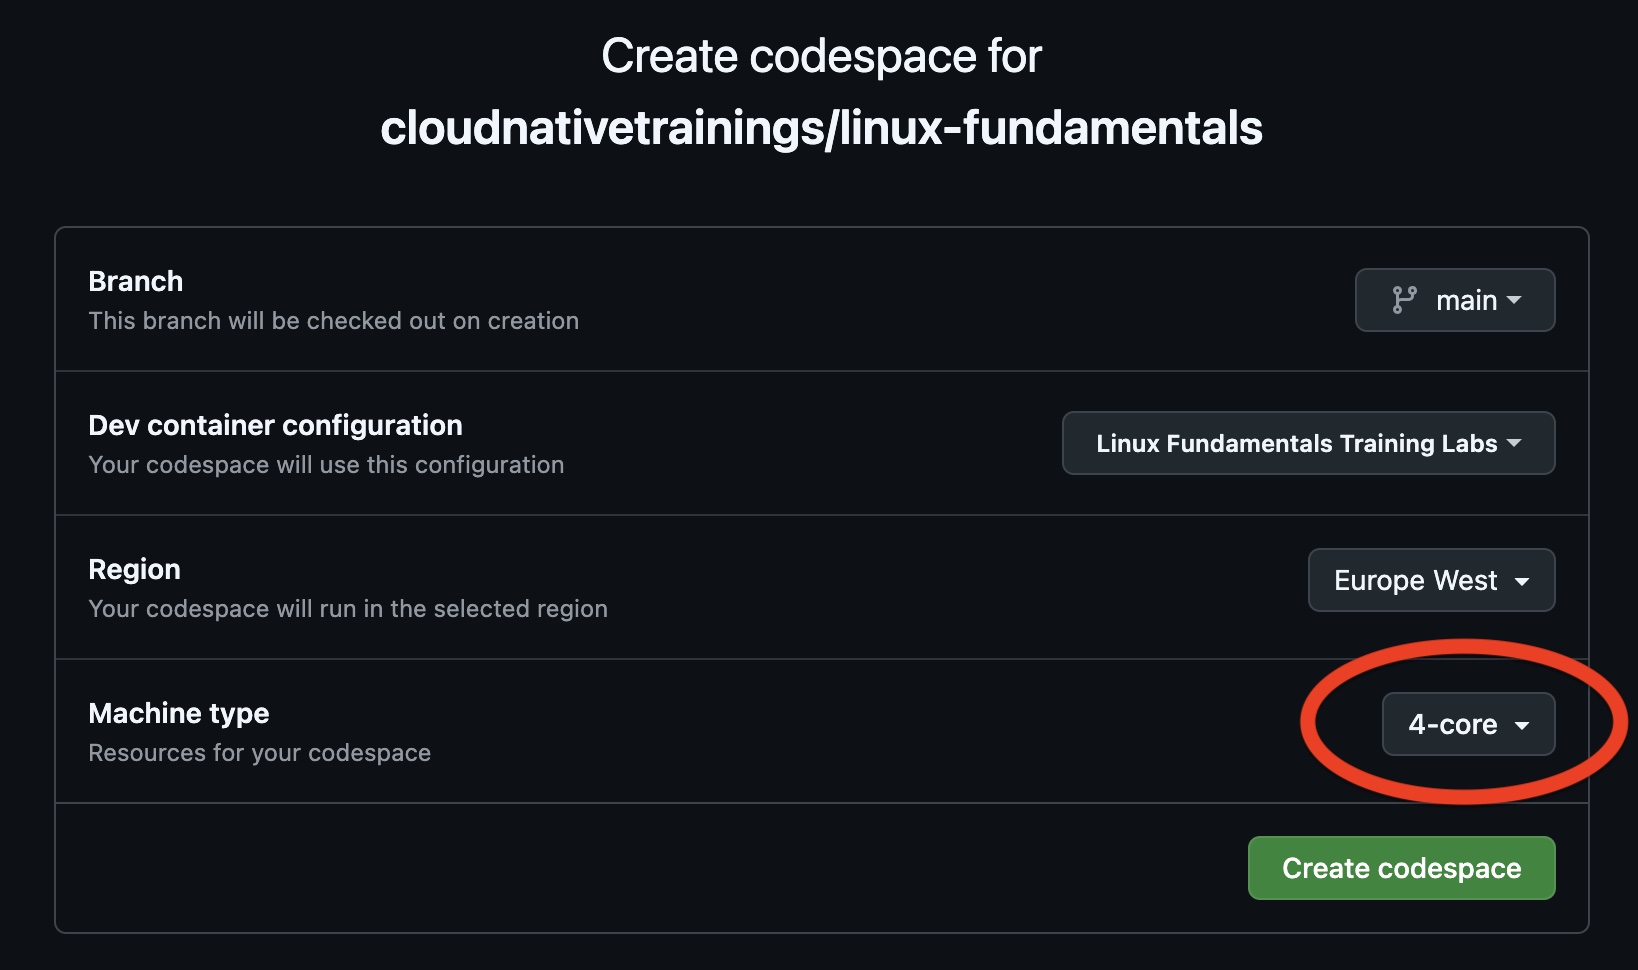 Create codespace for
cloudnativetrainings/linux-fundamentals
Branch
This branch will be checked out on creation
main
Dev container configuration
Your codespace will use this configuration
Linux Fundamentals Training Labs
Region
Your codespace will run in the selected region
Europe West
Machine type
Resources for your codespace
4-core
Create codespace